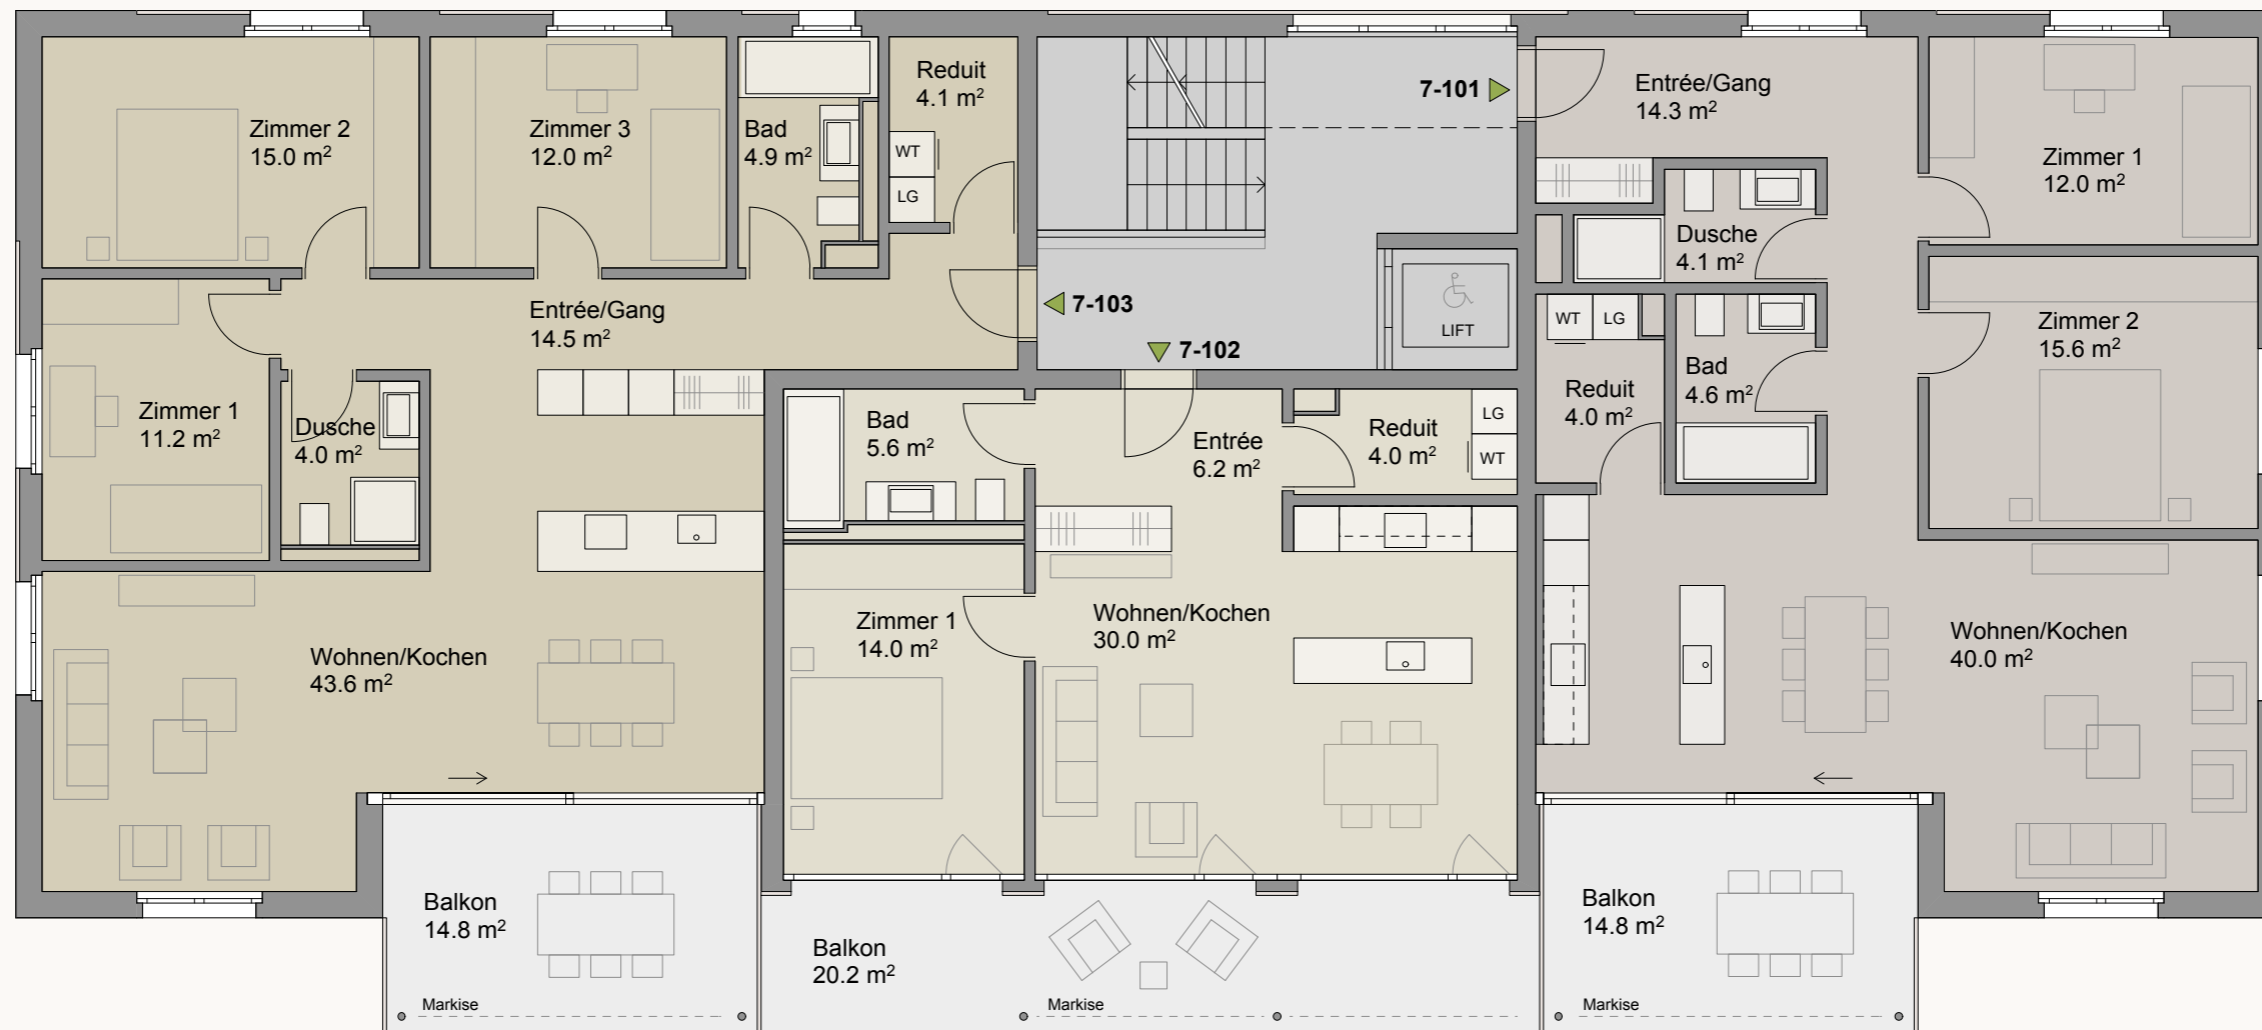 Zimmer 2
15.0 m²
Zimmer 3
12.0 m²
Bad
4.9 m²
Reduit
4.1 m²
WT
LG
7-101
Entrée/Gang
14.3 m²
Zimmer 1
12.0 m²
Dusche
4.1 m²
Entrée/Gang
14.5 m²
7-103
7-102
LIFT
WT
LG
Zimmer 2
15.6 m²
Bad
4.6 m²
Reduit
4.0 m²
Zimmer 1
11.2 m²
Dusche
4.0 m²
Bad
5.6 m²
Entrée
6.2 m²
Reduit
4.0 m²
LG
WT
Zimmer 1
14.0 m²
Wohnen/Kochen
30.0 m²
Wohnen/Kochen
40.0 m²
Wohnen/Kochen
43.6 m²
Balkon
14.8 m²
Balkon
20.2 m²
Balkon
14.8 m²
Markise
Markise
Markise